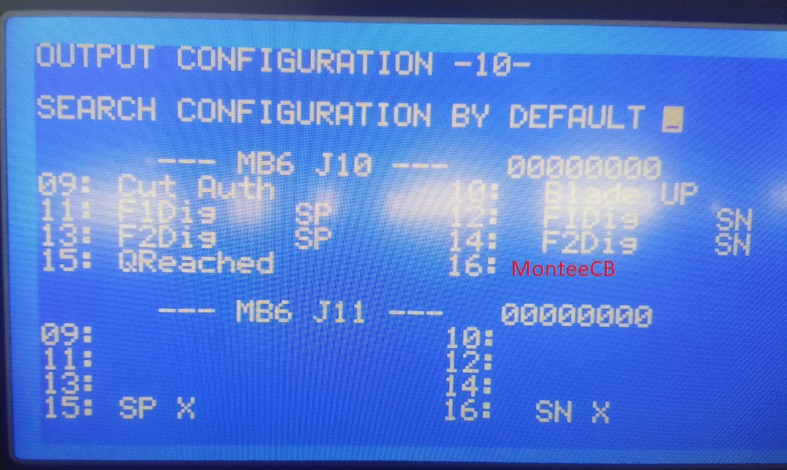 OUTPUT CONFIGURATION -10-
SEARCH CONFIGURATION BY DEFAULT
--- MB6 J10 --- 00000000
09: Cut Auth 10: Blade UP
11: F1Dig SP 12: F1Dig SN
13: F2Dig SP 14: F2Dig SN
15: QReached 16: MonteeCB
--- MB6 J11 --- 00000000
09: 10:
11: 12:
13: 14:
15: SP X 16: SN X